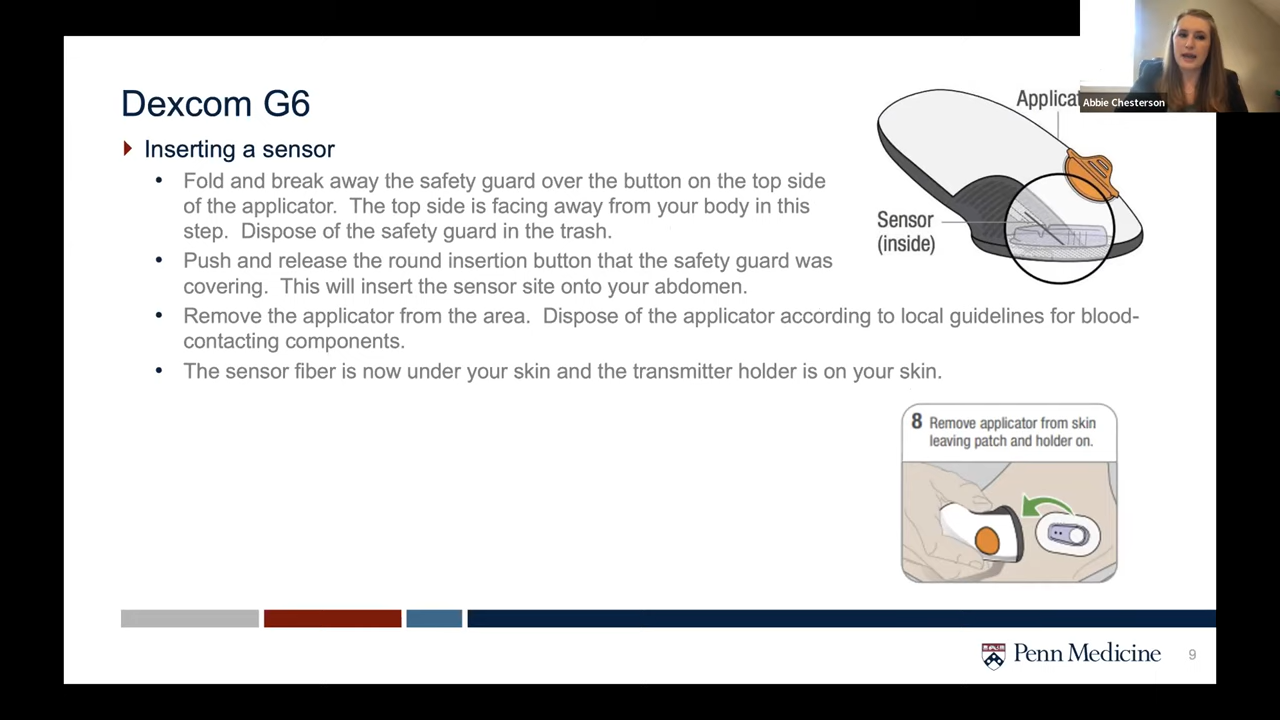 Dexcom G6
Inserting a sensor
• Fold and break away the safety guard over the button on the top side
of the applicator. The top side is facing away from your body in this
step. Dispose of the safety guard in the trash.
• Push and release the round insertion button that the safety guard was
covering. This will insert the sensor site onto your abdomen.
• Remove the applicator from the area. Dispose of the applicator according to local guidelines for blood-
contacting components.
• The sensor fiber is now under your skin and the transmitter holder is on your skin.
Abbie Chesterson
Sensor
(inside)
8 Remove applicator from skin
leaving patch and holder on.
Penn Medicine
9